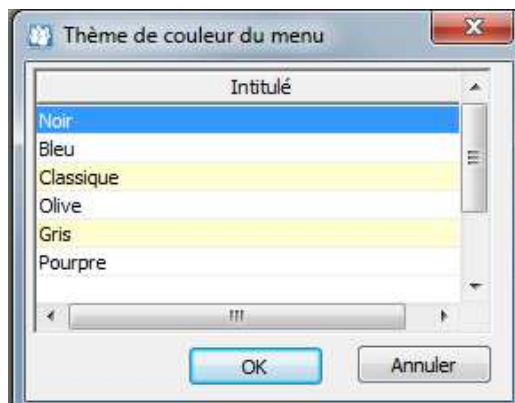 Thème de couleur du menu
Intitulé
Noir
Bleu
Classique
Olive
Gris
Pourpre
OK Annuler